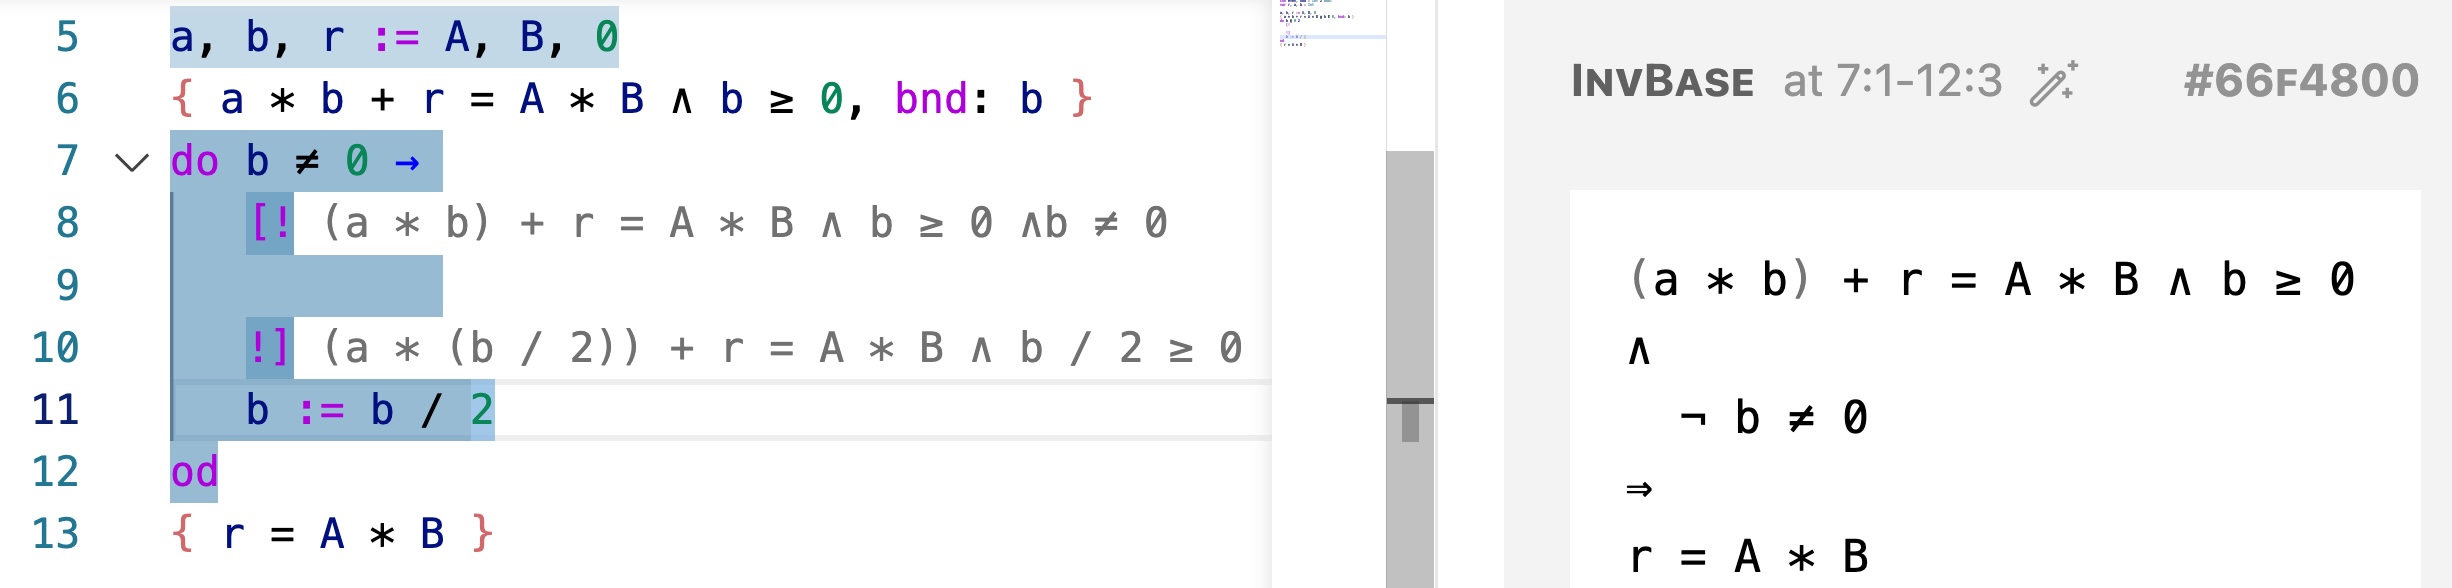 5 a, b, r := A, B, 0
6 { a * b + r = A * B ∧ b ≥ 0, bnd: b }
7 do b ≠ 0 →
8 [! (a * b) + r = A * B ∧ b ≥ 0 ∧b ≠ 0
9
10 !] (a * (b / 2)) + r = A * B ∧ b / 2 ≥ 0
11 b := b / 2
12 od
13 { r = A * B }
INVBASE at 7:1-12:3 #66F4800
(a * b) + r = A * B ∧ b ≥ 0
∧
¬ b ≠ 0
⇒
r = A * B